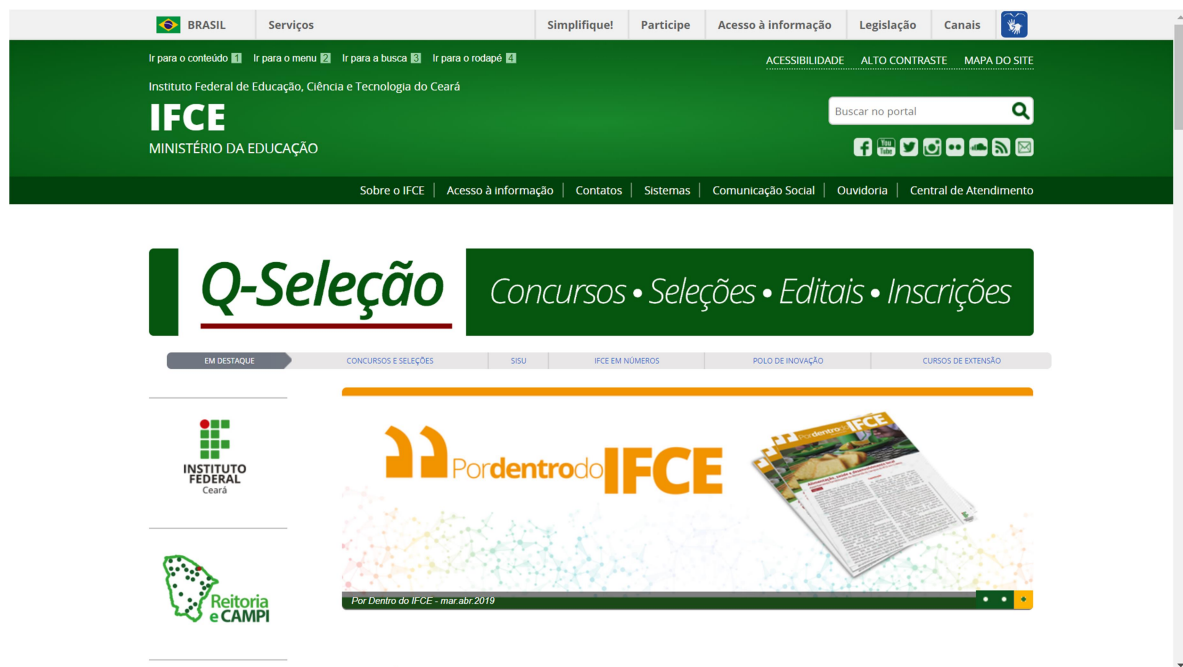 BRASIL Serviços Simplifique! Participe Acesso à informação Legislação Canais
Ir para o conteúdo 1 Ir para o menu 2 Ir para a busca 3 Ir para o rodapé 4 ACESSIBILIDADE ALTO CONTRASTE MAPA DO SITE
Instituto Federal de Educação, Ciência e Tecnologia do Ceará
IFCE
Buscar no portal
MINISTÉRIO DA EDUCAÇÃO
Sobre o IFCE Acesso à informação Contatos Sistemas Comunicação Social Ouvidoria Central de Atendimento
Q-Seleção Concursos • Seleções • Editais • Inscrições
EM DESTAQUE CONCURSOS E SELEÇÕES SISU IFCE EM NÚMEROS POLO DE INOVAÇÃO CURSOS DE EXTENSÃO
INSTITUTO
FEDERAL
Ceará
PordentrodoIFCE
PordentrodoIFCE
Reitoria
e CAMPI
Por Dentro do IFCE - mar.abr.2019